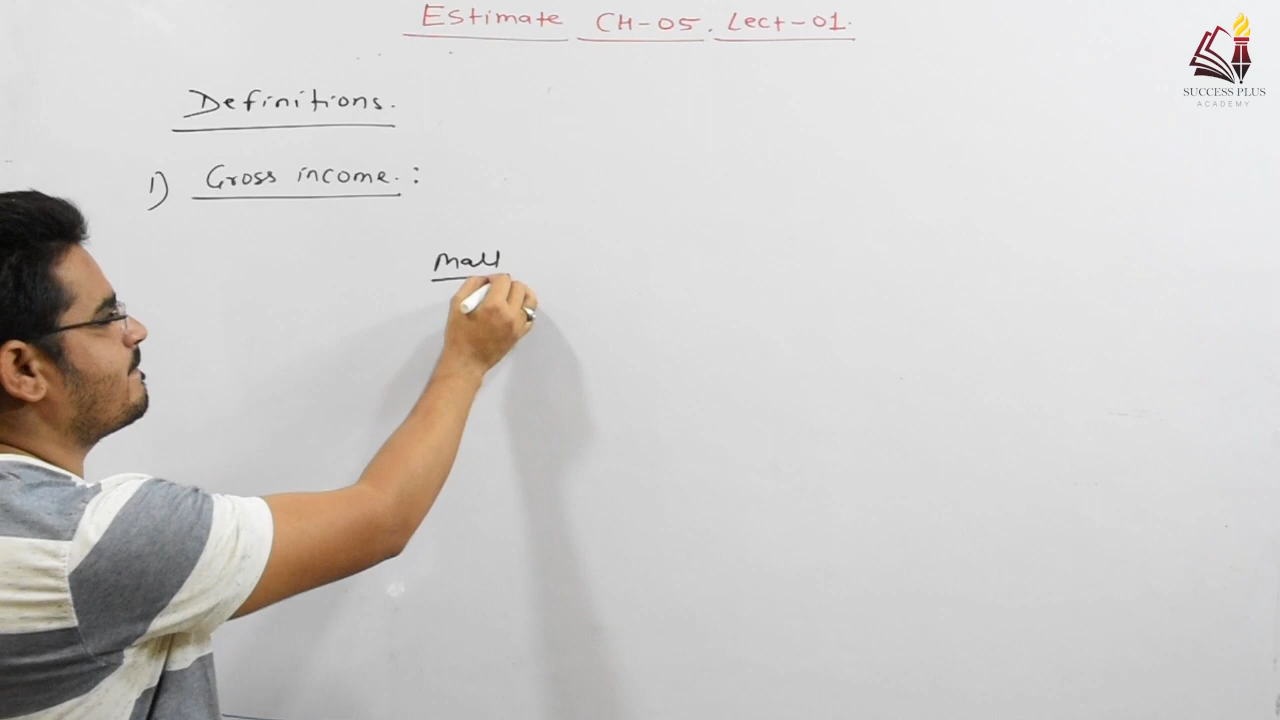 Estimate CH-05. Lect-01.
SUCCESS PLUS
ACADEMY
Definitions.
1) Gross income. :
Mall